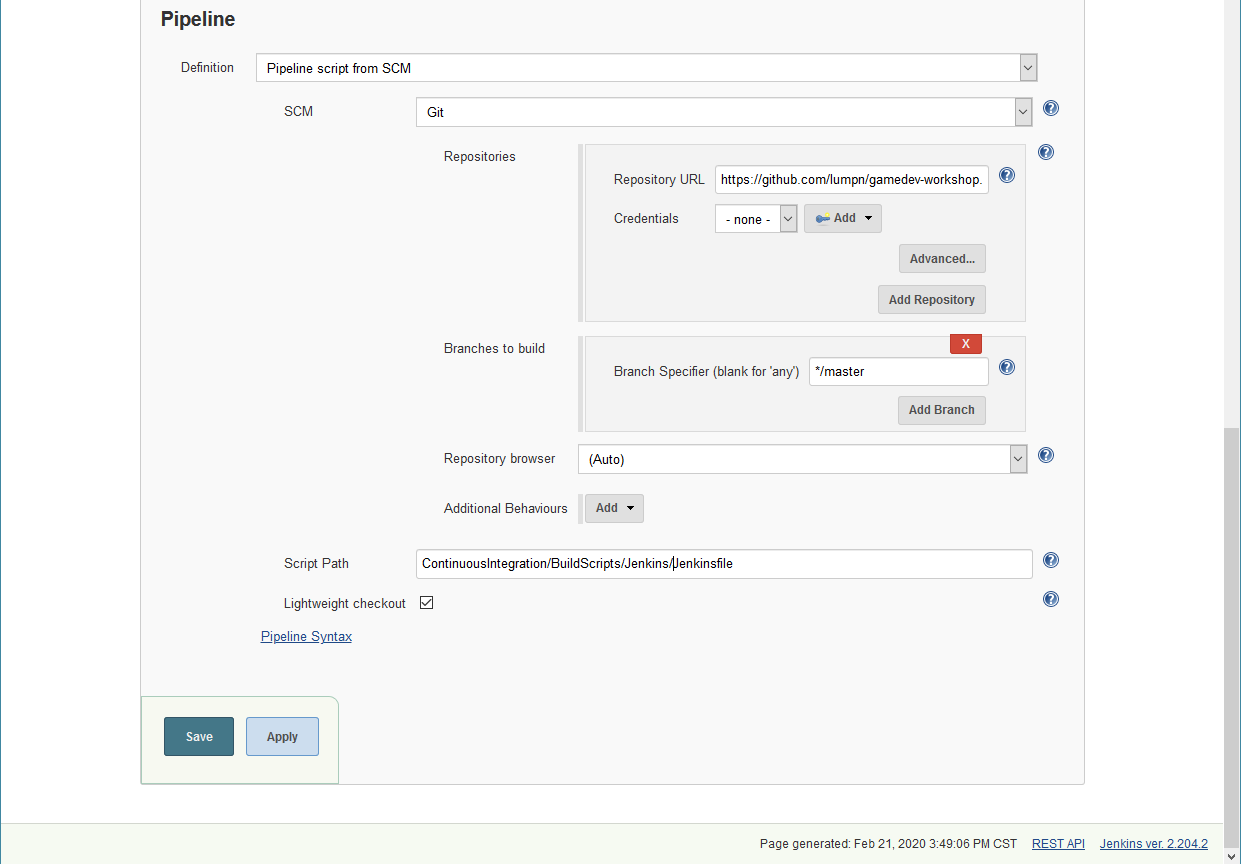 Pipeline
Definition Pipeline script from SCM
SCM Git
Repositories
Repository URL https://github.com/lumpn/gamedev-workshop.
Credentials - none - Add
Advanced...
Add Repository
Branches to build
X
Branch Specifier (blank for 'any') */master
Add Branch
Repository browser (Auto)
Additional Behaviours Add
Script Path ContinuousIntegration/BuildScripts/Jenkins/Jenkinsfile
Lightweight checkout
Pipeline Syntax
Save Apply
Page generated: Feb 21, 2020 3:49:06 PM CST REST API Jenkins ver. 2.204.2